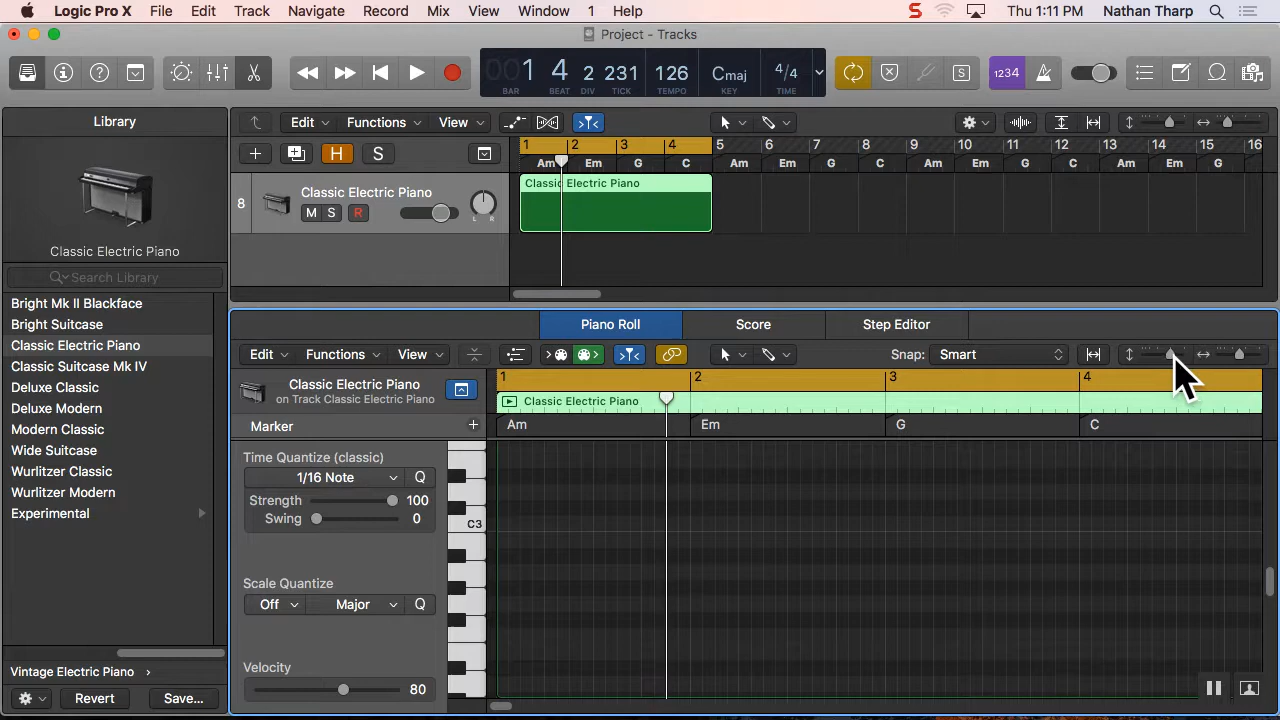 Logic Pro X File Edit Track Navigate Record Mix View Window 1 Help S Thu 1:11 PM Nathan Tharp
Project - Tracks
1 4 2 231 126 Cmaj 4/4
BAR BEAT DIV TICK TEMPO KEY TIME
1234 S
Library
Edit Functions View
1 2 3 4 5 6 7 8 9 10 11 12 13 14 15 16
H S
Am Em G C Am Em G C Am Em G C Am Em G
8
Classic Electric Piano
M S R
L R
Classic Electric Piano
Classic Electric Piano
Search Library
Bright Mk II Blackface
Bright Suitcase
Classic Electric Piano
Classic Suitcase Mk IV
Deluxe Classic
Deluxe Modern
Modern Classic
Wide Suitcase
Wurlitzer Classic
Wurlitzer Modern
Experimental
Vintage Electric Piano
Revert Save...
Piano Roll Score Step Editor
Edit Functions View Snap: Smart
Classic Electric Piano
on Track Classic Electric Piano
1 2 3 4
Classic Electric Piano
Marker
Am Em G C
Time Quantize (classic)
1/16 Note Q
Strength 100
Swing 0
C3
Scale Quantize
Off Major Q
Velocity
80